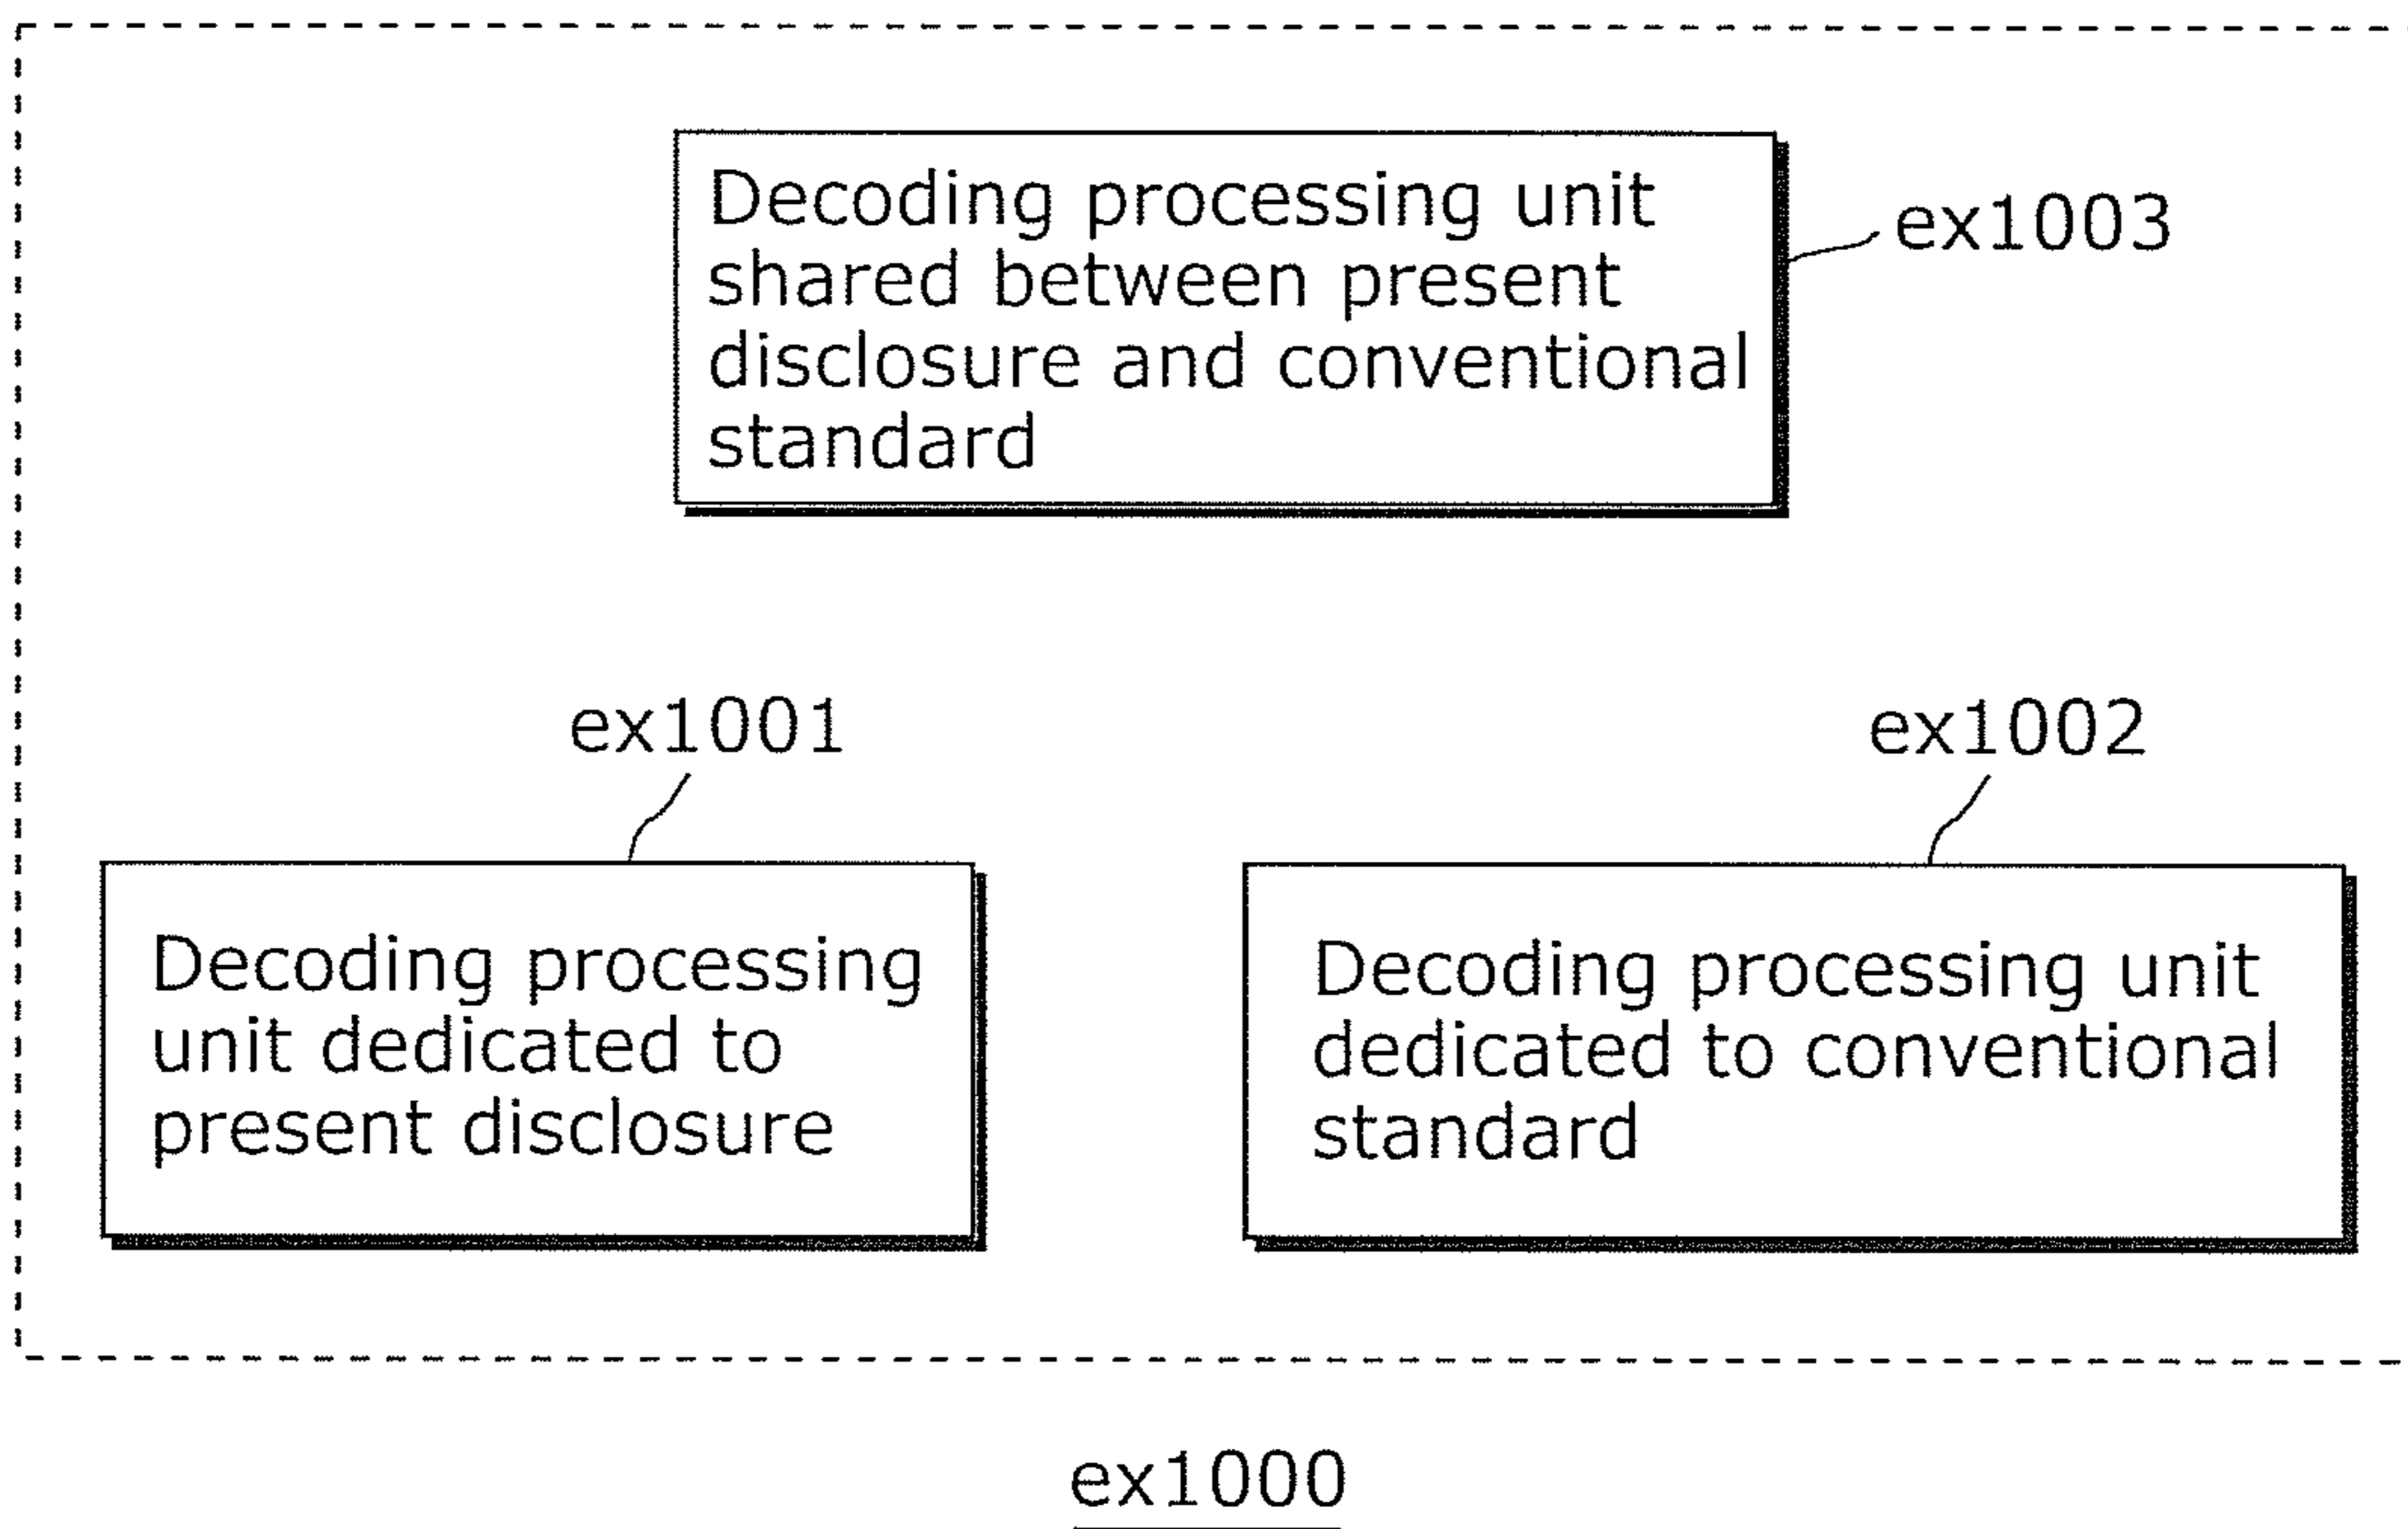 Decoding processing unit
shared between present
disclosure and conventional
standard
ex1003
ex1001
ex1002
Decoding processing
unit dedicated to
present disclosure
Decoding processing unit
dedicated to conventional
standard
ex1000